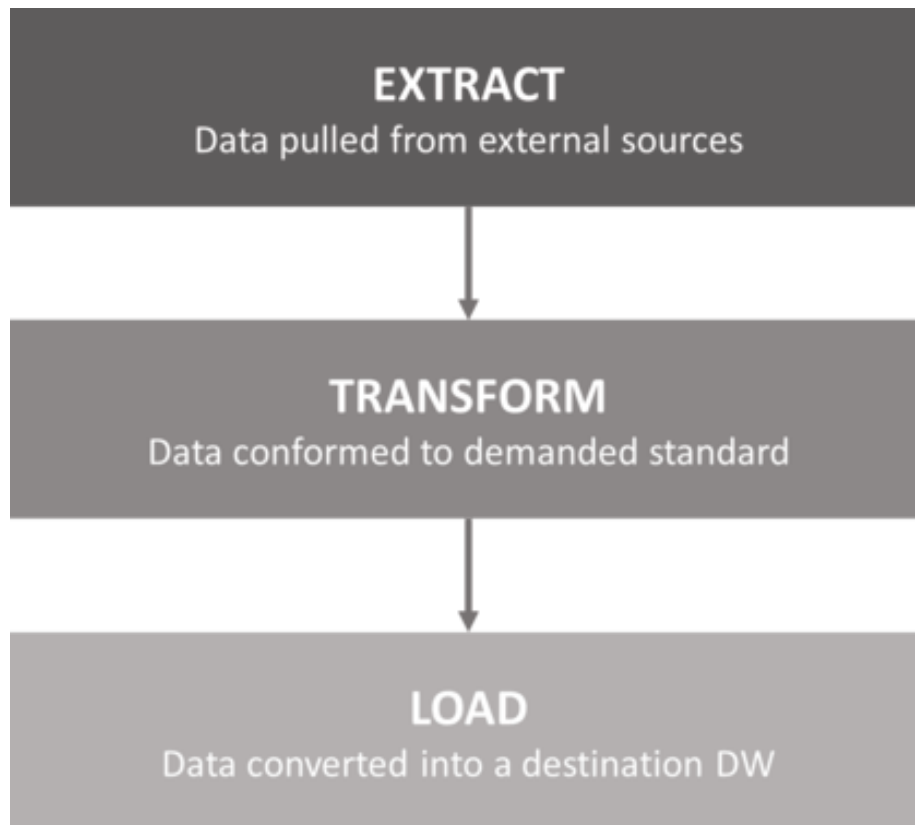 EXTRACT
Data pulled from external sources
TRANSFORM
Data conformed to demanded standard
LOAD
Data converted into a destination DW